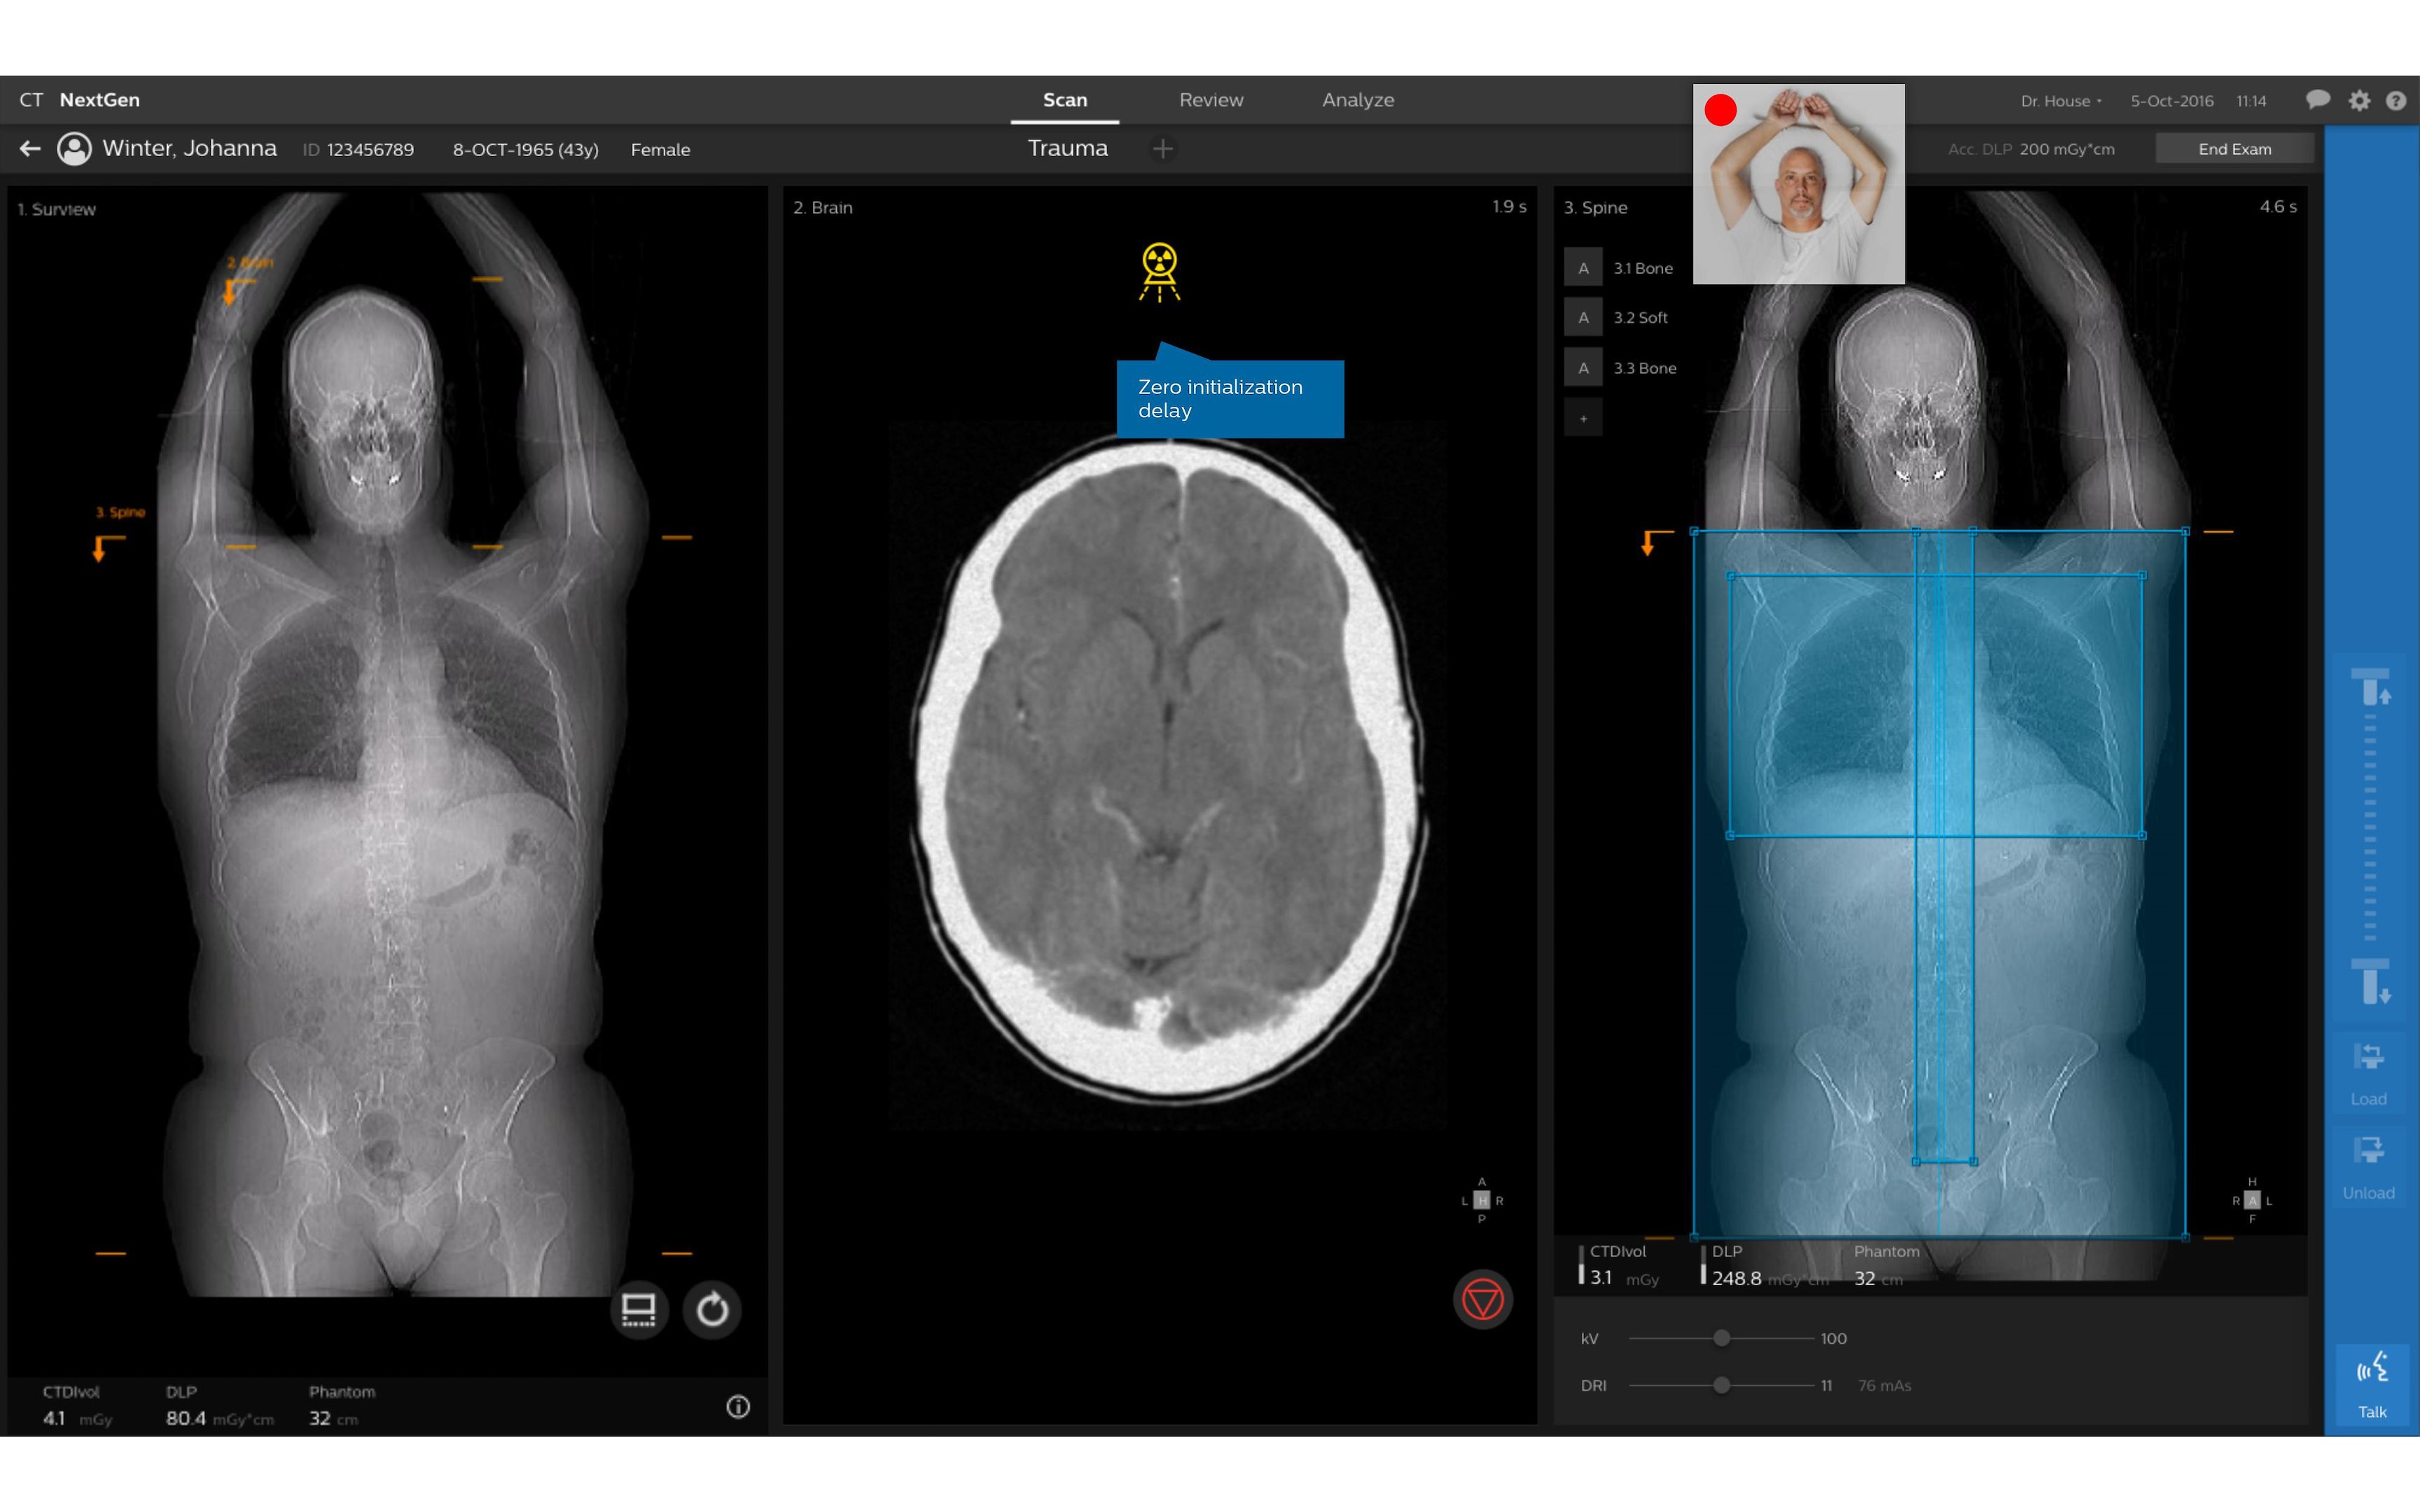 CT NextGen
Scan Review Analyze
Dr. House 5-Oct-2016 11:14
Winter, Johanna ID 123456789 8-OCT-1965 (43y) Female
Trauma +
Acc. DLP 200 mGy*cm End Exam
1. Surview
2. Brain
3. Spine
CTDIvol DLP Phantom
4.1 mGy 80.4 mGy*cm 32 cm
2. Brain 1.9 s
Zero initialization
delay
A
L H R
P
3. Spine 4.6 s
A 3.1 Bone
A 3.2 Soft
A 3.3 Bone
+
H
R A L
F
CTDIvol DLP Phantom
3.1 mGy 248.8 mGy*cm 32 cm
kV 100
DRI 11 76 mAs
Load
Unload
Talk